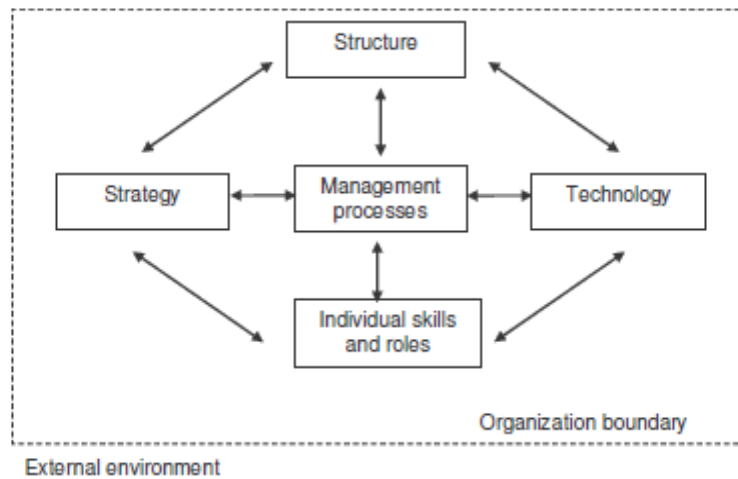 Structure
Strategy
Management
processes
Technology
Individual skills
and roles
Organization boundary
External environment